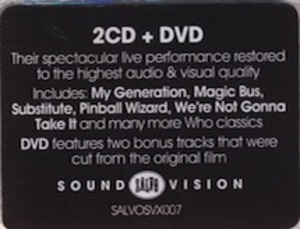 2CD + DVD
Their spectacular live performance restored
to the highest audio & visual quality
Includes: My Generation, Magic Bus,
Substitute, Pinball Wizard, We're Not Gonna
Take It and many more Who classics
DVD features two bonus tracks that were
cut from the original film
SOUND SALVO VISION
SALVOSVX007